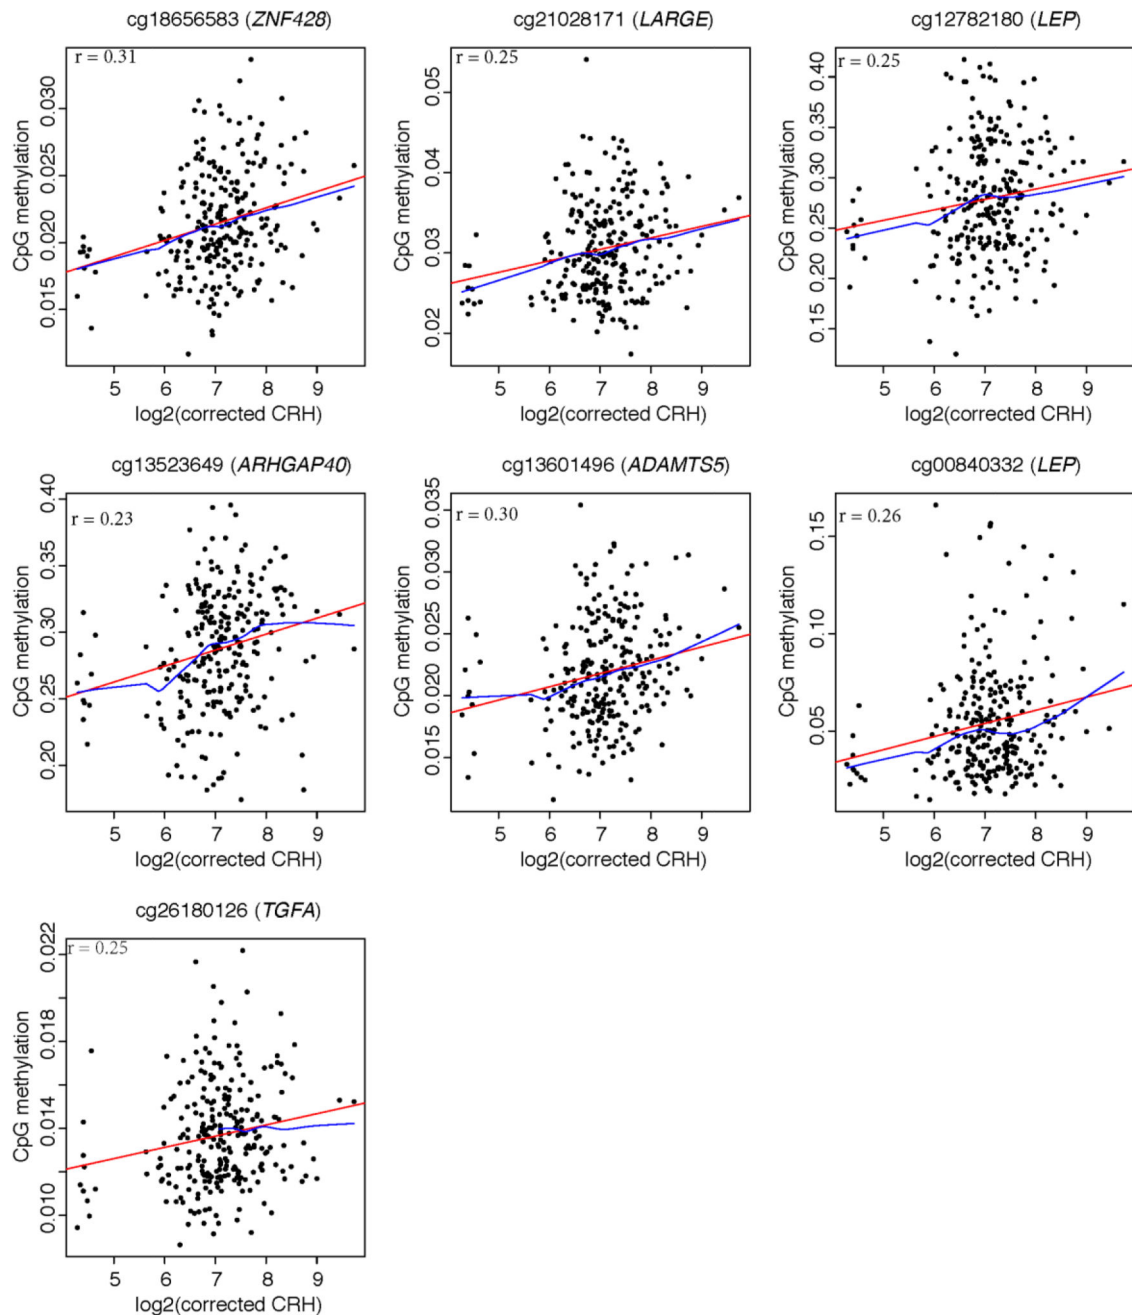 cg18656583 (ZNF428)
r = 0.31
CpG methylation
0.015 0.020 0.025 0.030
5 6 7 8 9
log2(corrected CRH)
cg21028171 (LARGE)
r = 0.25
CpG methylation
0.02 0.03 0.04 0.05
5 6 7 8 9
log2(corrected CRH)
cg12782180 (LEP)
r = 0.25
CpG methylation
0.15 0.20 0.25 0.30 0.35 0.40
5 6 7 8 9
log2(corrected CRH)
cg13523649 (ARHGAP40)
r = 0.23
CpG methylation
0.20 0.25 0.30 0.35 0.40
5 6 7 8 9
log2(corrected CRH)
cg13601496 (ADAMTS5)
r = 0.30
CpG methylation
0.015 0.020 0.025 0.030 0.035
5 6 7 8 9
log2(corrected CRH)
cg00840332 (LEP)
r = 0.26
CpG methylation
0.05 0.10 0.15
5 6 7 8 9
log2(corrected CRH)
cg26180126 (TGFA)
r = 0.25
CpG methylation
0.010 0.014 0.018 0.022
5 6 7 8 9
log2(corrected CRH)